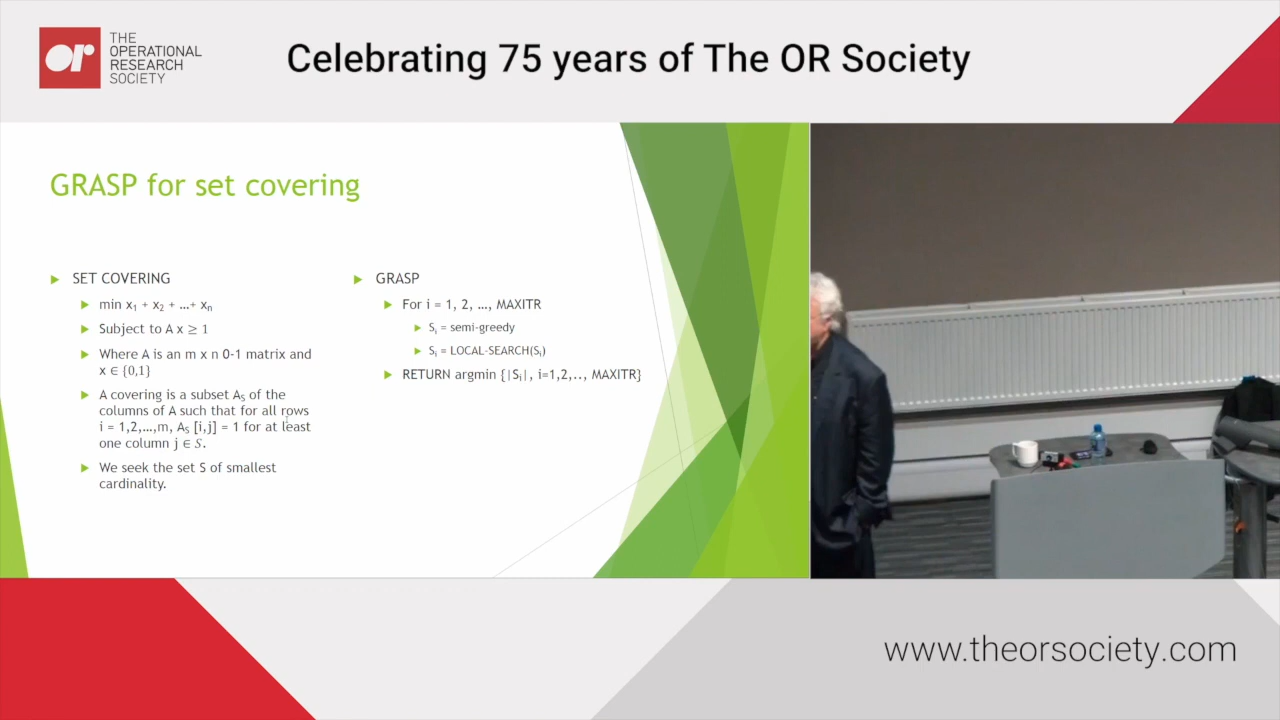 THE
OPERATIONAL
RESEARCH
SOCIETY
or
Celebrating 75 years of The OR Society
GRASP for set covering
SET COVERING
min x₁ + x₂ + …+ xₙ
Subject to A x ≥ 1
Where A is an m x n 0-1 matrix and
x ∈ {0,1}
A covering is a subset Aₛ of the
columns of A such that for all rows
i = 1,2,…,m, Aₛ [i,j] = 1 for at least
one column j ∈ S.
We seek the set S of smallest
cardinality.
GRASP
For i = 1, 2, …, MAXITR
Sᵢ = semi-greedy
Sᵢ = LOCAL-SEARCH(Sᵢ)
RETURN argmin {|Sᵢ|, i=1,2,.., MAXITR}
www.theorsociety.com